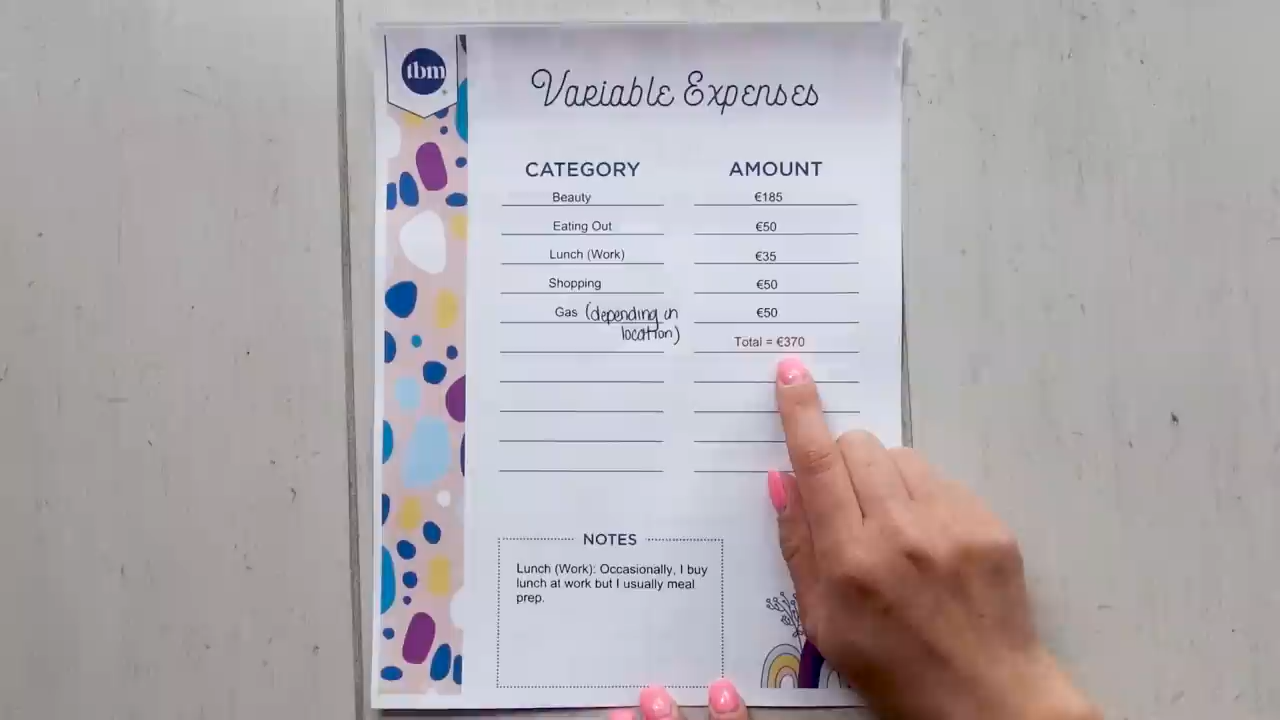 tbm
Variable Expenses
CATEGORY AMOUNT
Beauty €185
Eating Out €50
Lunch (Work) €35
Shopping €50
Gas (depending on location) €50
Total = €370
NOTES
Lunch (Work): Occasionally, I buy
lunch at work but I usually meal
prep.